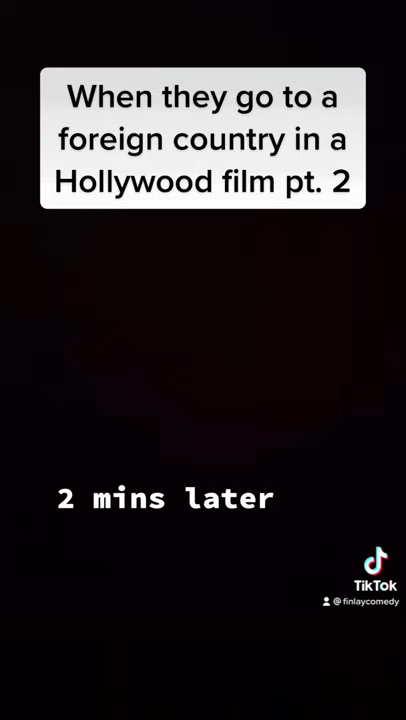 When they go to a
foreign country in a
Hollywood film pt. 2
2 mins later
TikTok
@finlaycomedy